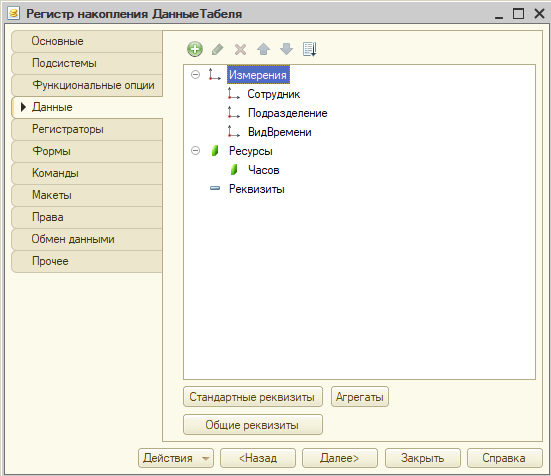 Регистр накопления ДанныеТабеля
Основные
Подсистемы
Функциональные опции
Данные
Регистраторы
Формы
Команды
Макеты
Права
Обмен данными
Прочее
Измерения
Сотрудник
Подразделение
ВидВремени
Ресурсы
Часов
Реквизиты
Стандартные реквизиты
Агрегаты
Общие реквизиты
Действия
<Назад
Далее>
Закрыть
Справка